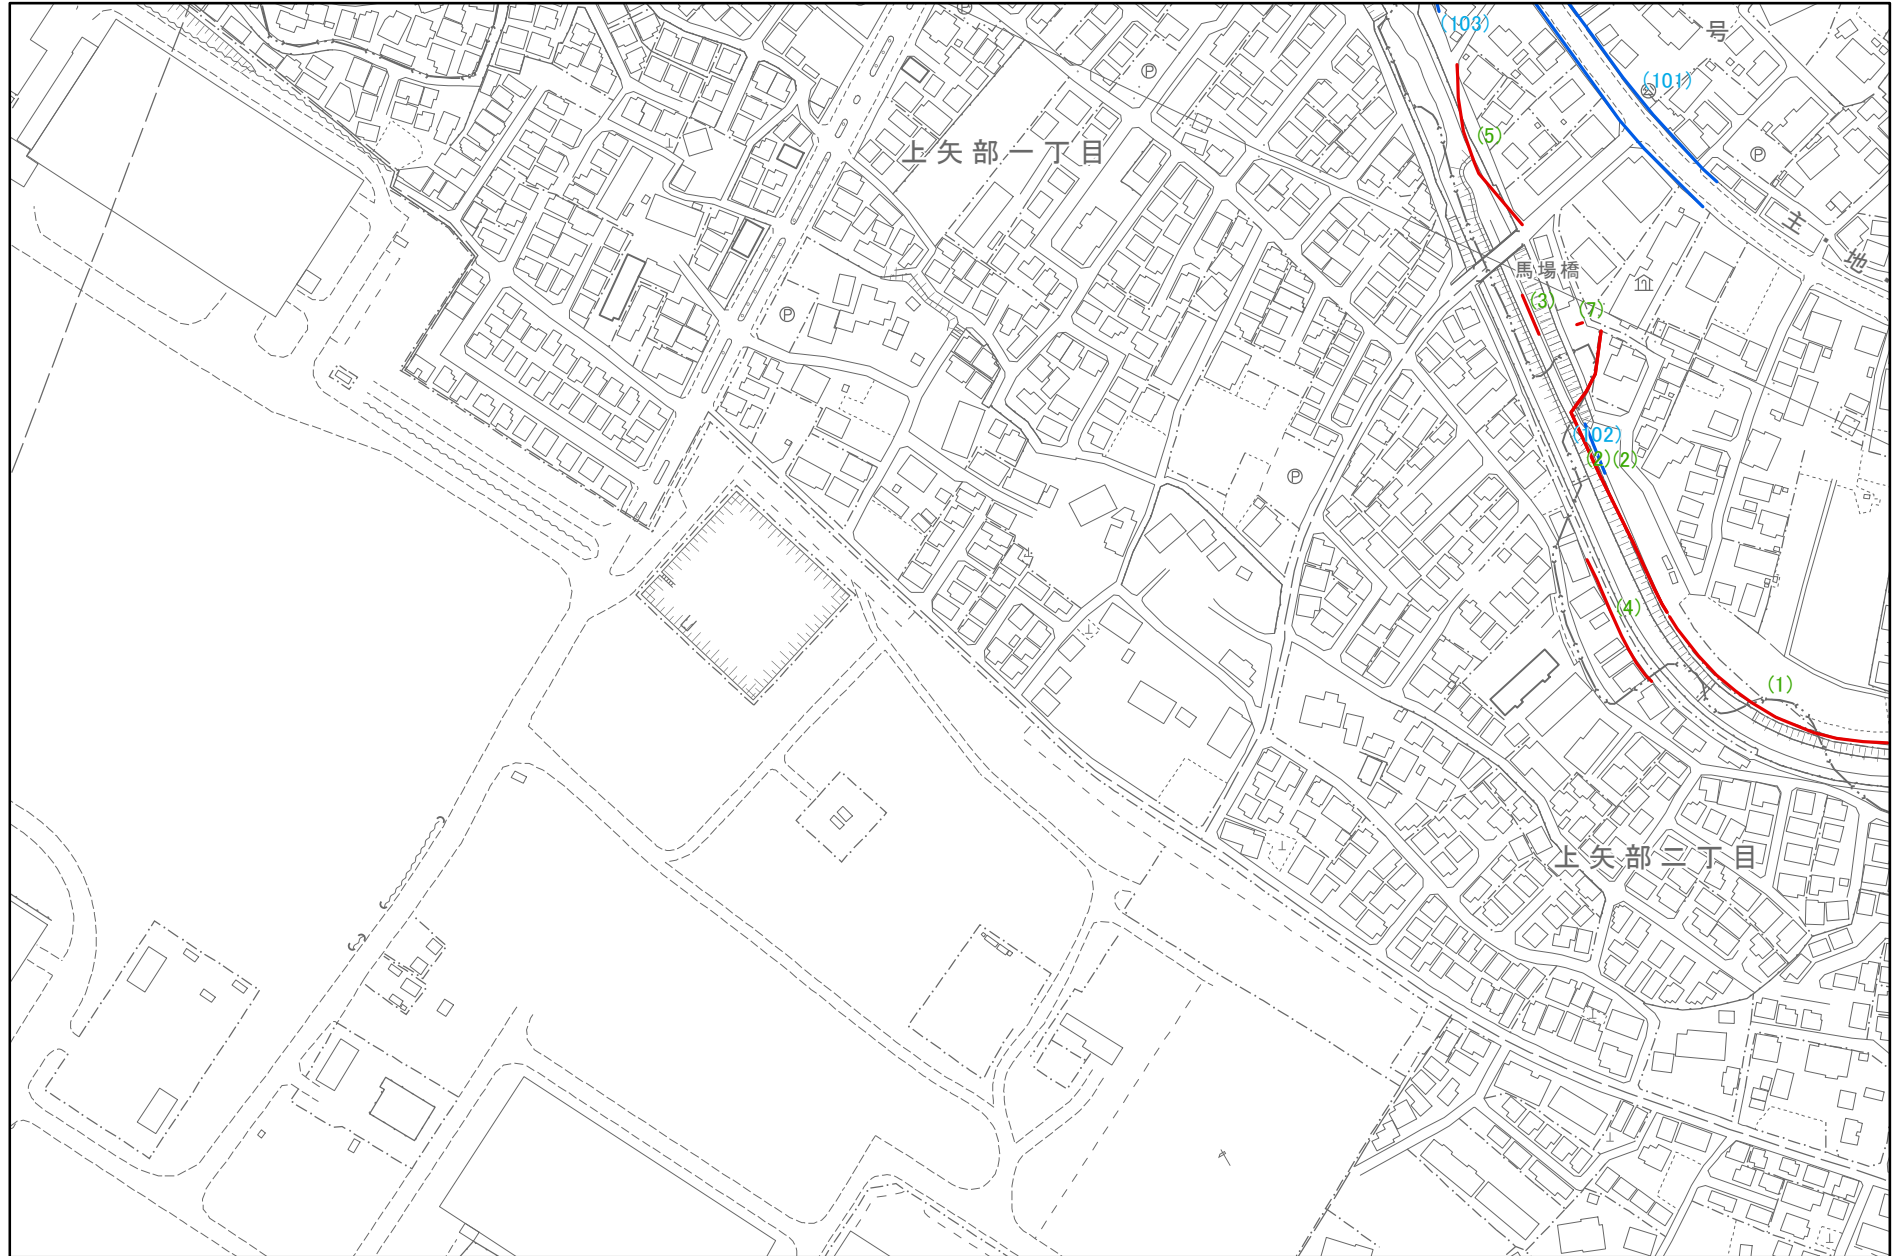 (103)
号
(101)
(5)
上矢部一丁目
主・地・
馬場橋
(3)
(7)
(102)
(2)(2)
(4)
(1)
上矢部二丁目
P
P
P
P
P